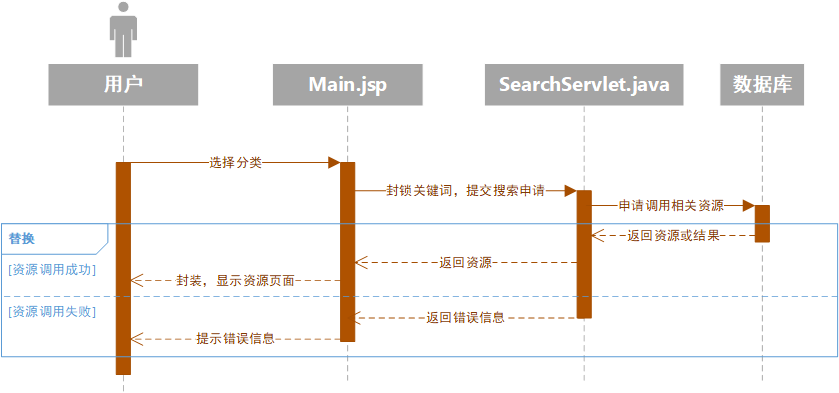 用户
Main.jsp
SearchServlet.java
数据库
选择分类
封锁关键词，提交搜索申请
申请调用相关资源
替换
返回资源或结果
[资源调用成功]
返回资源
封装，显示资源页面
[资源调用失败]
返回错误信息
提示错误信息